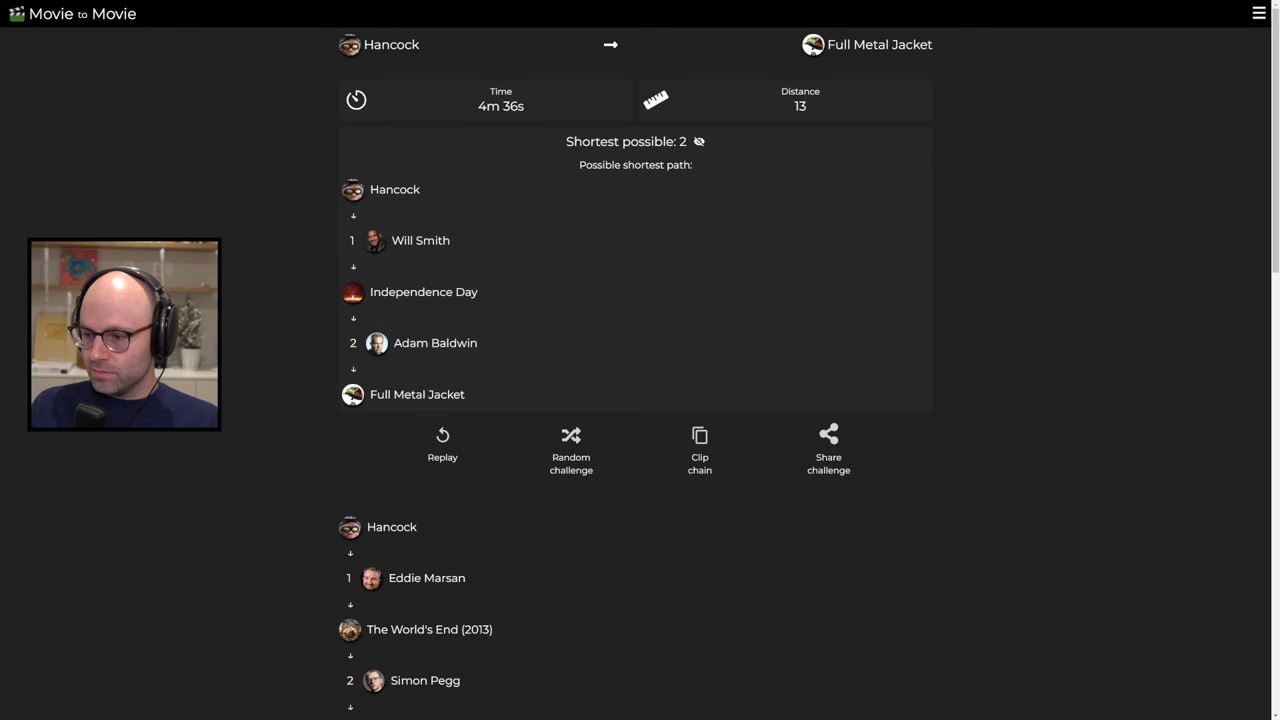 Movie to Movie
Hancock
Full Metal Jacket
Time
4m 36s
Distance
13
Shortest possible: 2
Possible shortest path:
Hancock
1 Will Smith
Independence Day
2 Adam Baldwin
Full Metal Jacket
Replay
Random challenge
Clip chain
Share challenge
Hancock
1 Eddie Marsan
The World's End (2013)
2 Simon Pegg